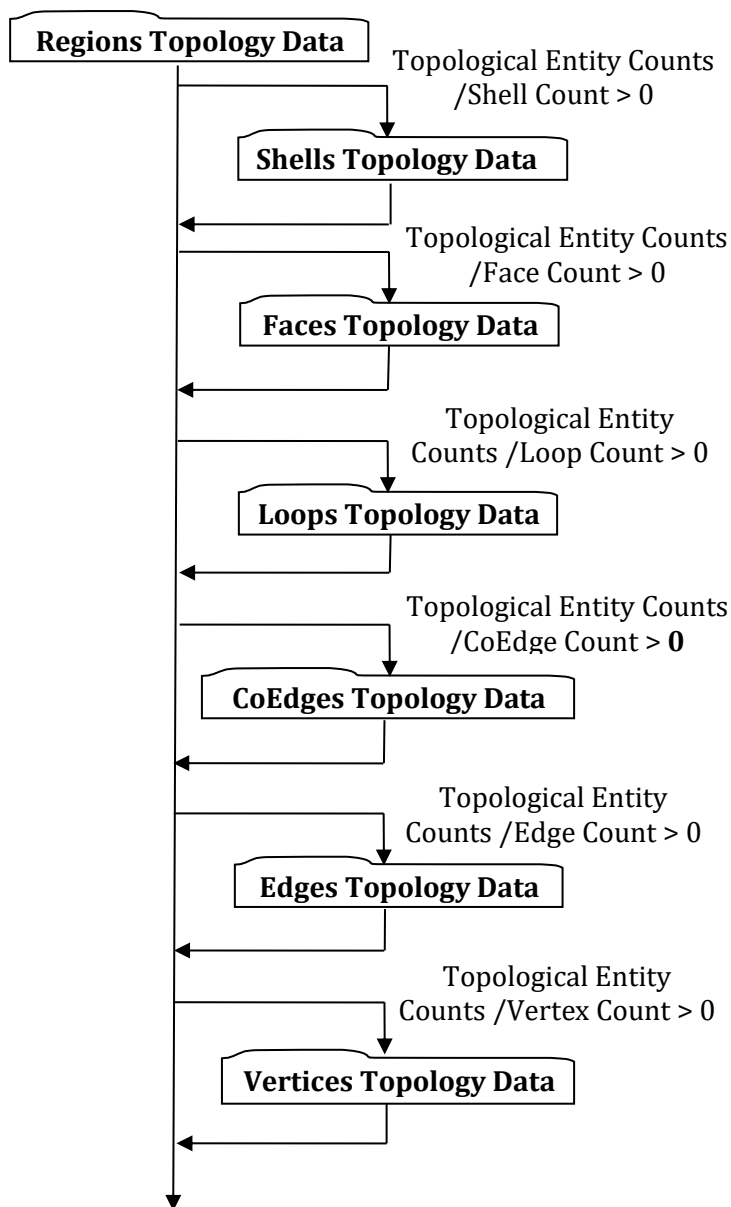 Regions Topology Data
Topological Entity Counts
/Shell Count > 0
Shells Topology Data
Topological Entity Counts
/Face Count > 0
Faces Topology Data
Topological Entity
Counts /Loop Count > 0
Loops Topology Data
Topological Entity Counts
/CoEdge Count > 0
CoEdges Topology Data
Topological Entity
Counts /Edge Count > 0
Edges Topology Data
Topological Entity
Counts /Vertex Count > 0
Vertices Topology Data